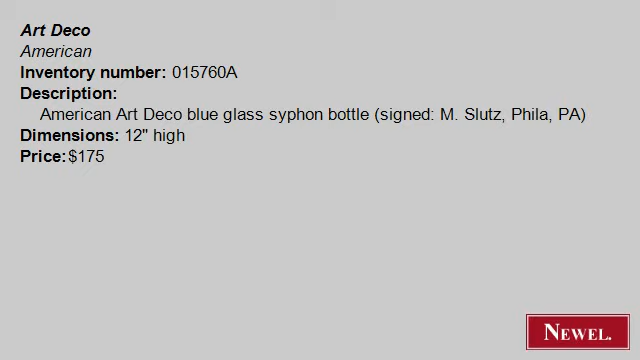 Art Deco
American
Inventory number: 015760A
Description:
American Art Deco blue glass syphon bottle (signed: M. Slutz, Phila, PA)
Dimensions: 12" high
Price:$175
NEWEL.